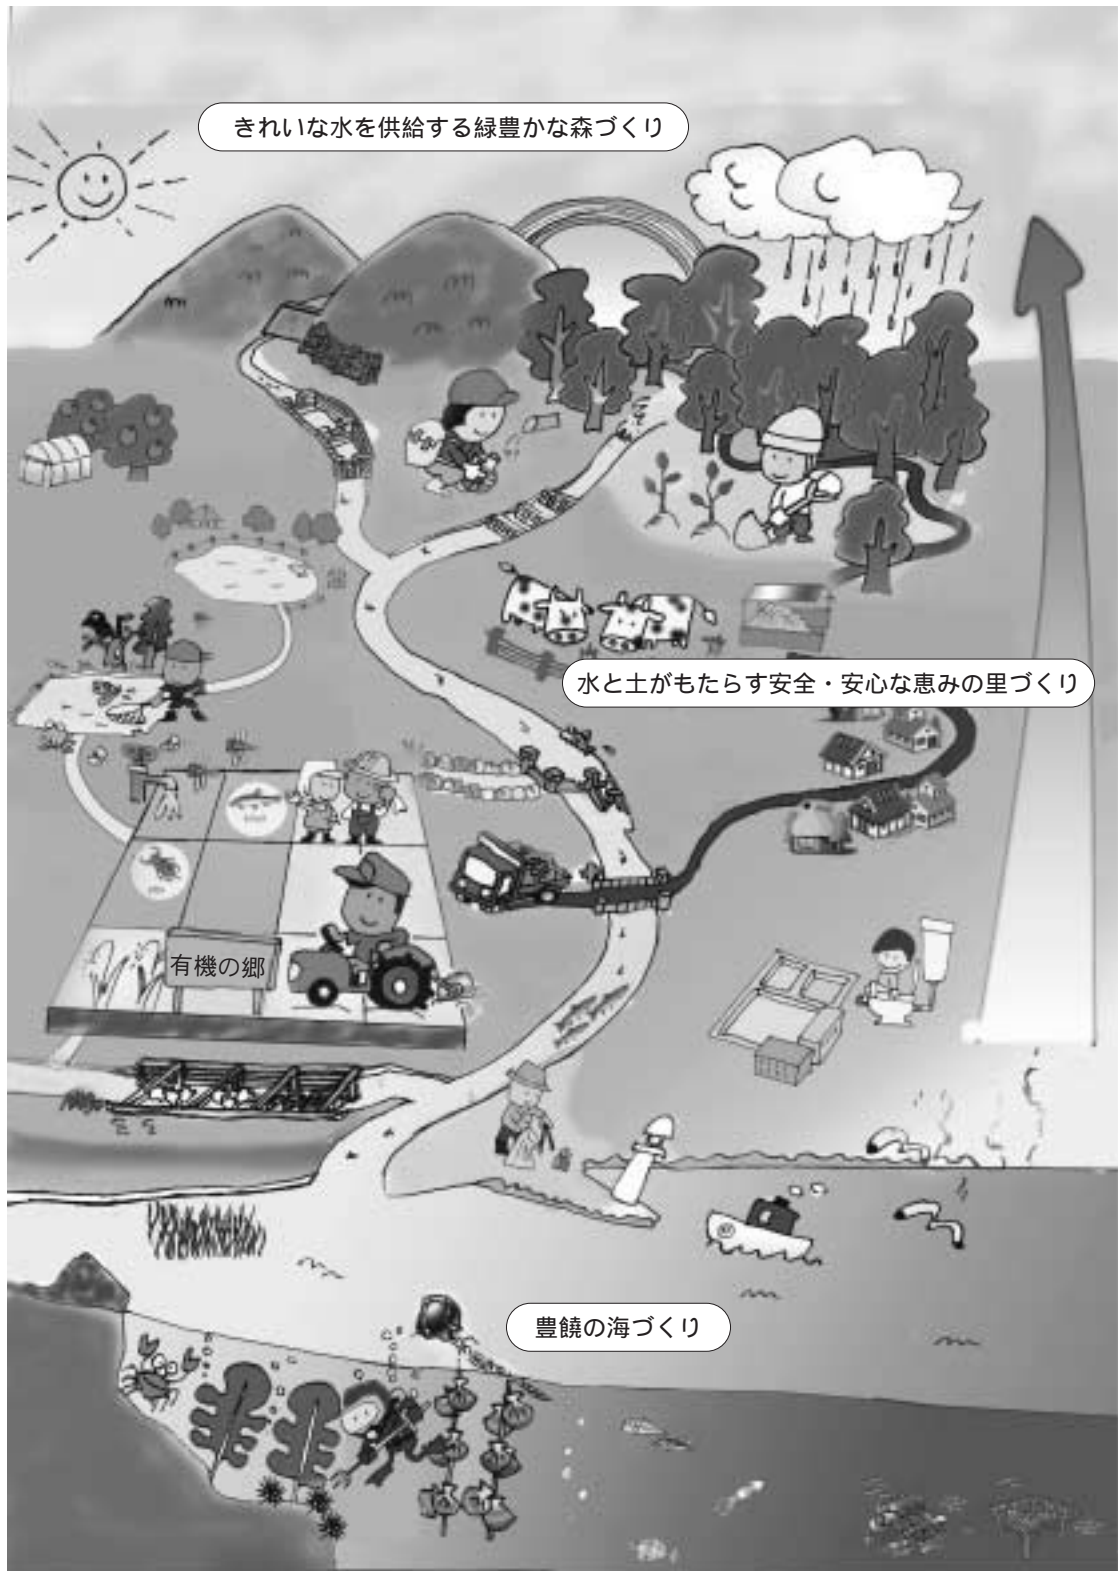 きれいな水を供給する緑豊かな森づくり
水と土がもたらす安全・安心な恵みの里づくり
有機の郷
豊饒の海づくり